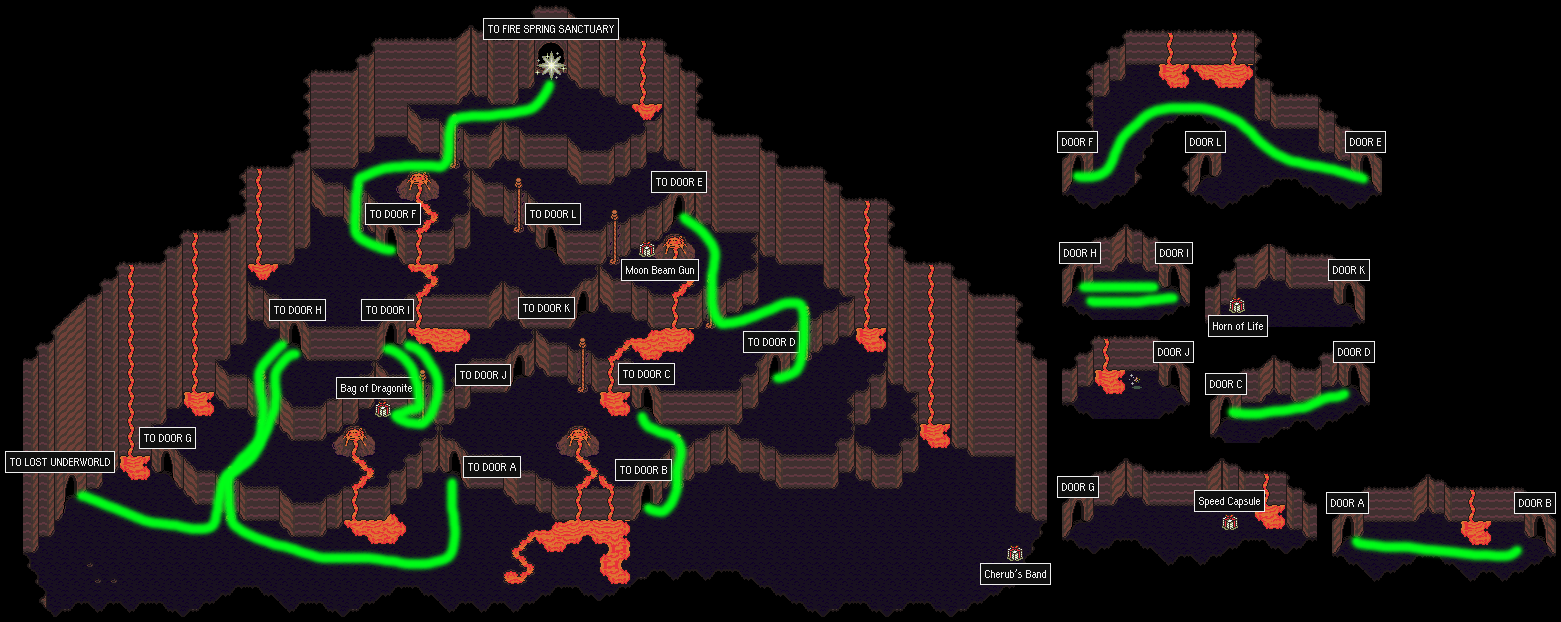 TO FIRE SPRING SANCTUARY
TO DOOR E
TO DOOR F
TO DOOR L
Moon Beam Gun
TO DOOR H
TO DOOR I
TO DOOR K
TO DOOR D
TO DOOR J
TO DOOR C
Bag of Dragonite
TO DOOR G
TO LOST UNDERWORLD
TO DOOR A
TO DOOR B
Cherub's Band
DOOR F
DOOR L
DOOR E
DOOR H
DOOR I
DOOR K
Horn of Life
DOOR J
DOOR D
DOOR C
DOOR G
Speed Capsule
DOOR A
DOOR B